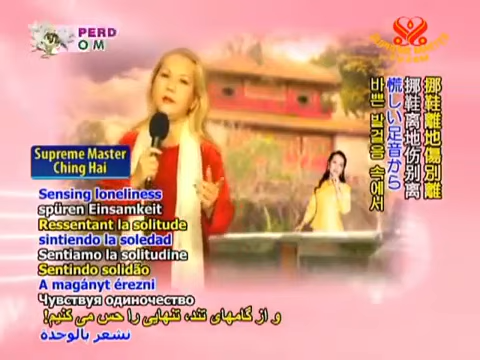 PERD
OM
Supreme Master
Ching Hai
Sensing loneliness
spüren Einsamkeit
Ressentant la solitude
sintiendo la soledad
Sentiamo la solitudine
Sentindo solidão
A magányt érezni
Чувствуя одиночество
و از گامهای تند، تنهایی را حس می کنیم!
نشعر بالوحدة
挪鞋離地傷別離
挪鞋离地伤别离
慌しい足音から
바쁜 발걸음 속에서